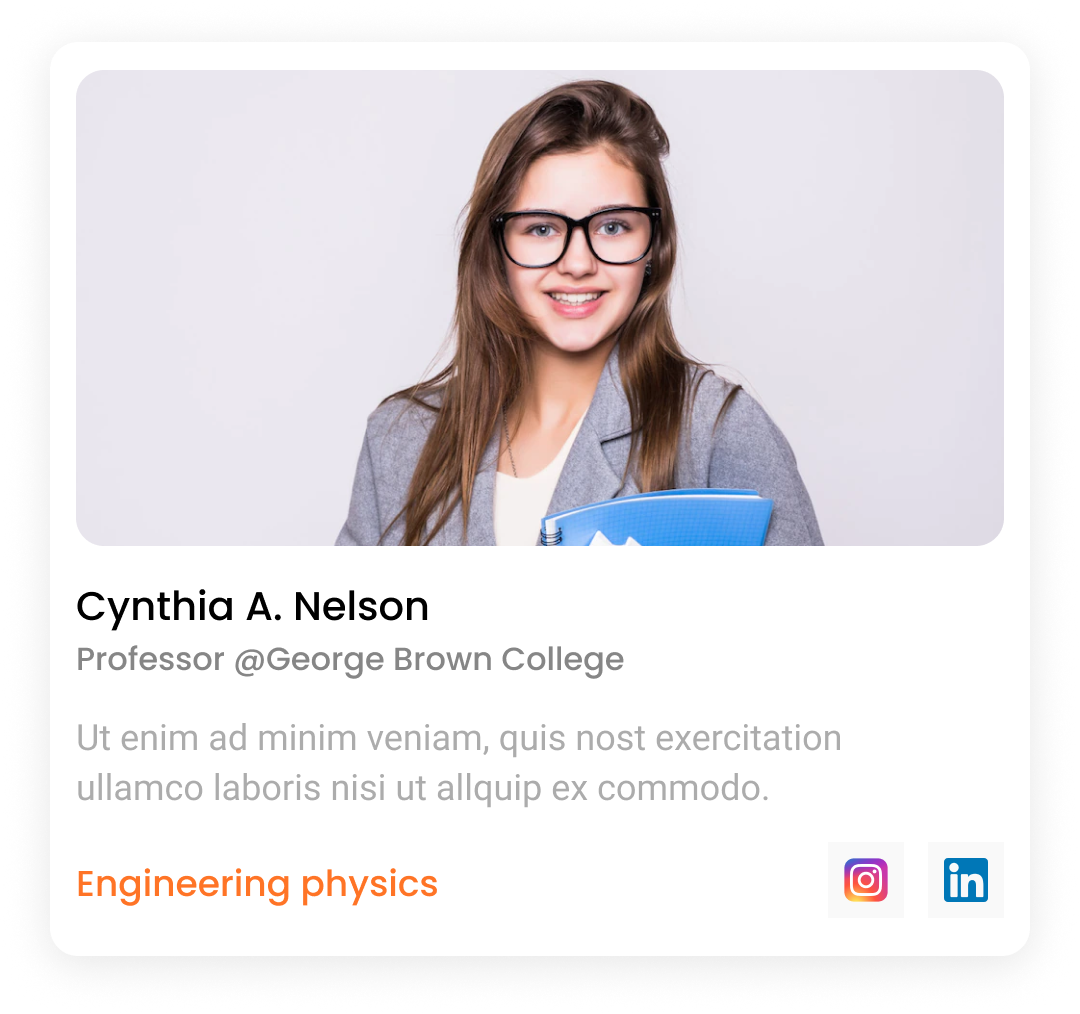 Cynthia A. Nelson
Professor @George Brown College
Ut enim ad minim veniam, quis nost exercitation
ullamco laboris nisi ut allquip ex commodo.
Engineering physics
in